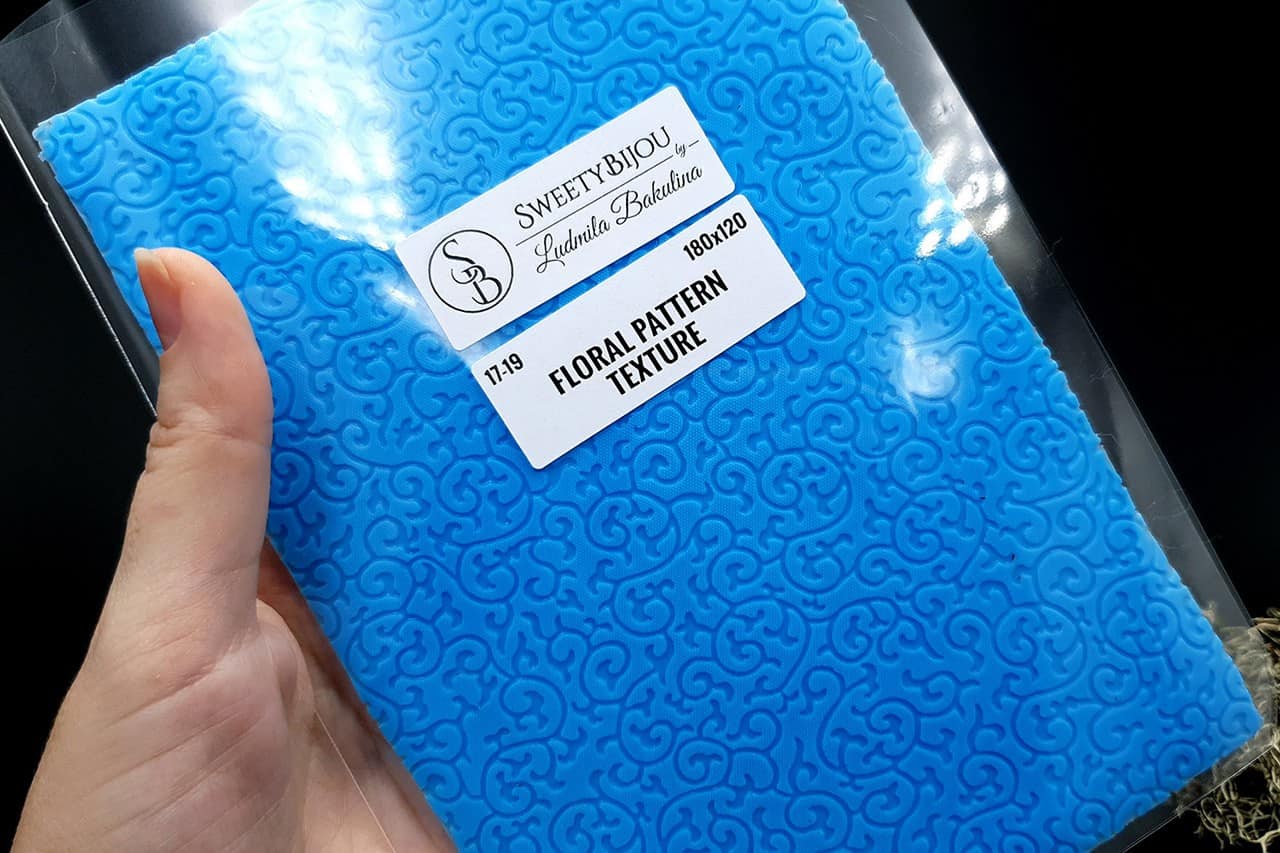 SB
SWEETYBIJOU
by
Ludmila Bakulina
180x120
17-19
FLORAL PATTERN
TEXTURE